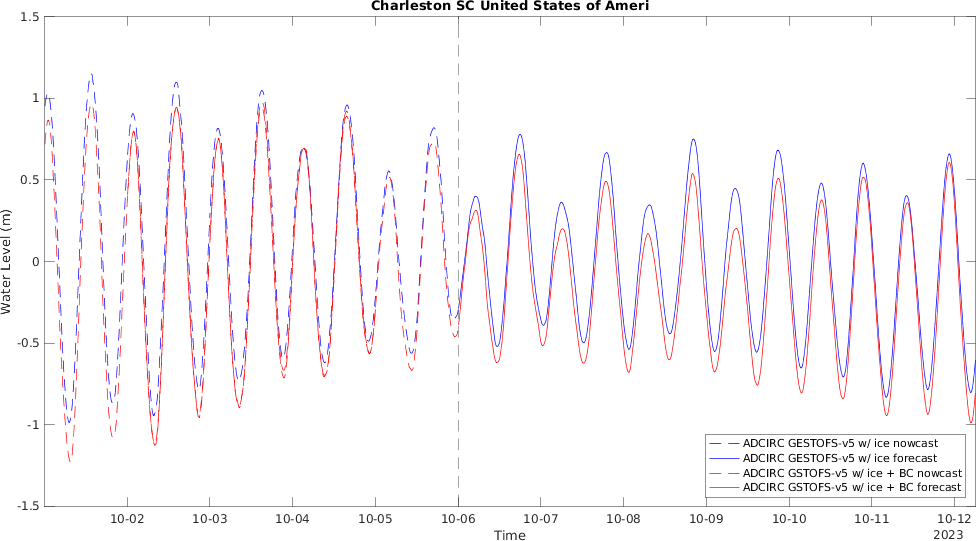 Charleston SC United States of Ameri
1.5
1
0.5
0
-0.5
-1
-1.5
Water Level (m)
ADCIRC GESTOFS-v5 w/ ice nowcast
ADCIRC GESTOFS-v5 w/ ice forecast
ADCIRC GSTOFS-v5 w/ ice + BC nowcast
ADCIRC GSTOFS-v5 w/ ice + BC forecast
10-02 10-03 10-04 10-05 10-06 10-07 10-08 10-09 10-10 10-11 10-12
Time
2023